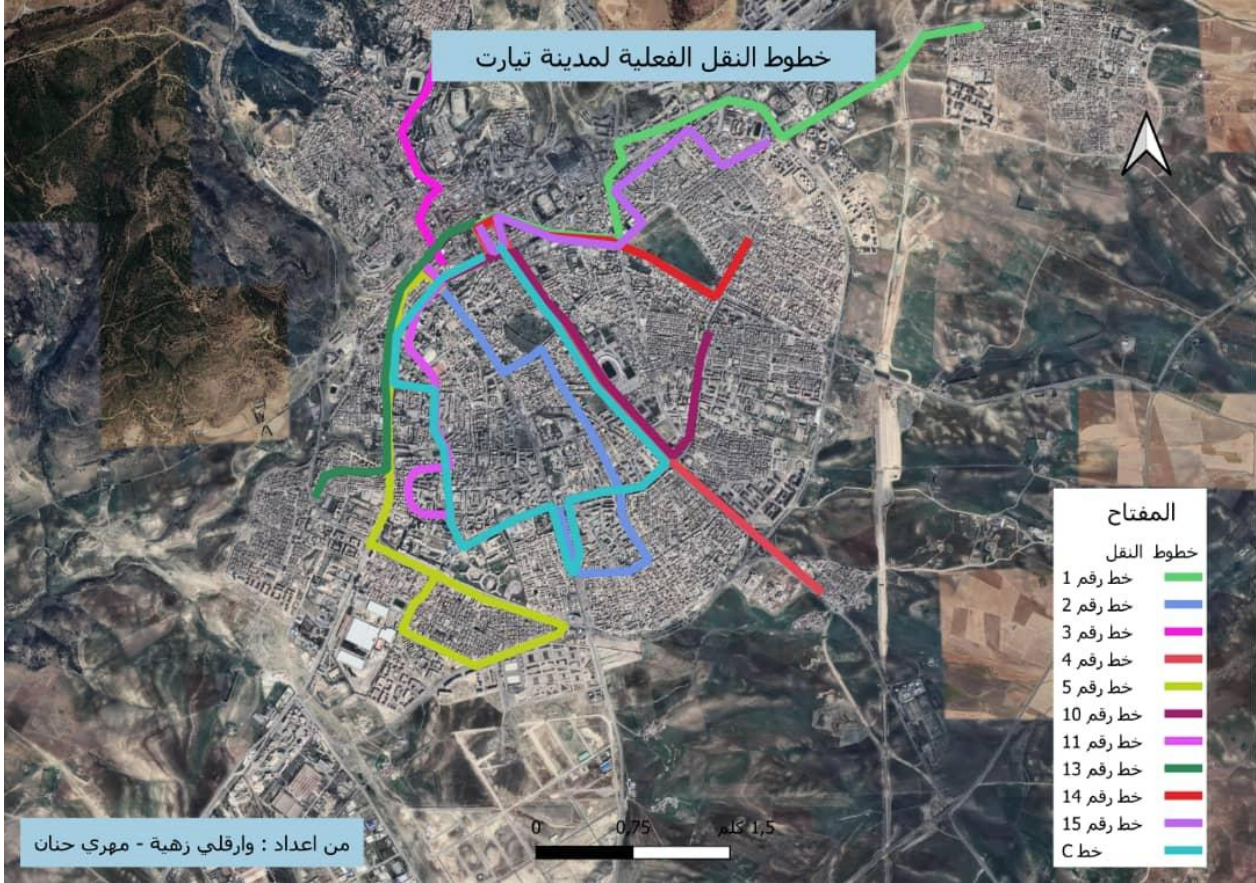 خطوط النقل الفعلية لمدينة تيارت
المفتاح
خطوط النقل
خط رقم 1
خط رقم 2
خط رقم 3
خط رقم 4
خط رقم 5
خط رقم 10
خط رقم 11
خط رقم 13
خط رقم 14
خط رقم 15
خط C
0 0,75 1,5 كلم
من اعداد : وارقلي زهية - مهري حنان